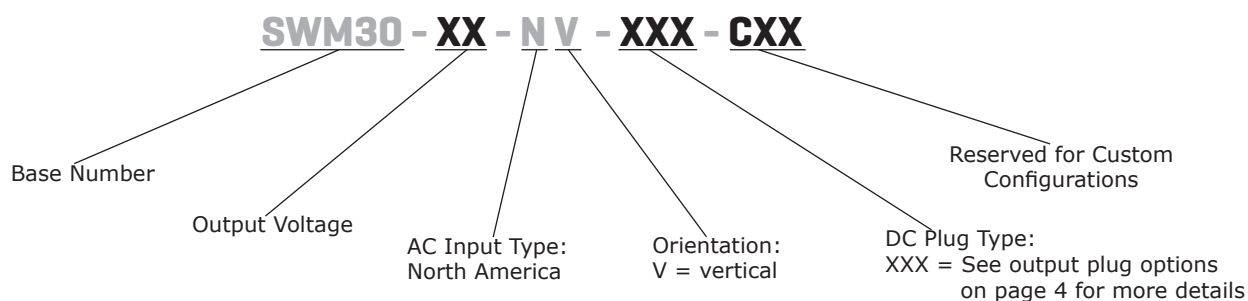 SWM30 - XX - N V - XXX - CXX
Base Number
Output Voltage
AC Input Type:
North America
Orientation:
V = vertical
DC Plug Type:
XXX = See output plug options
on page 4 for more details
Reserved for Custom
Configurations